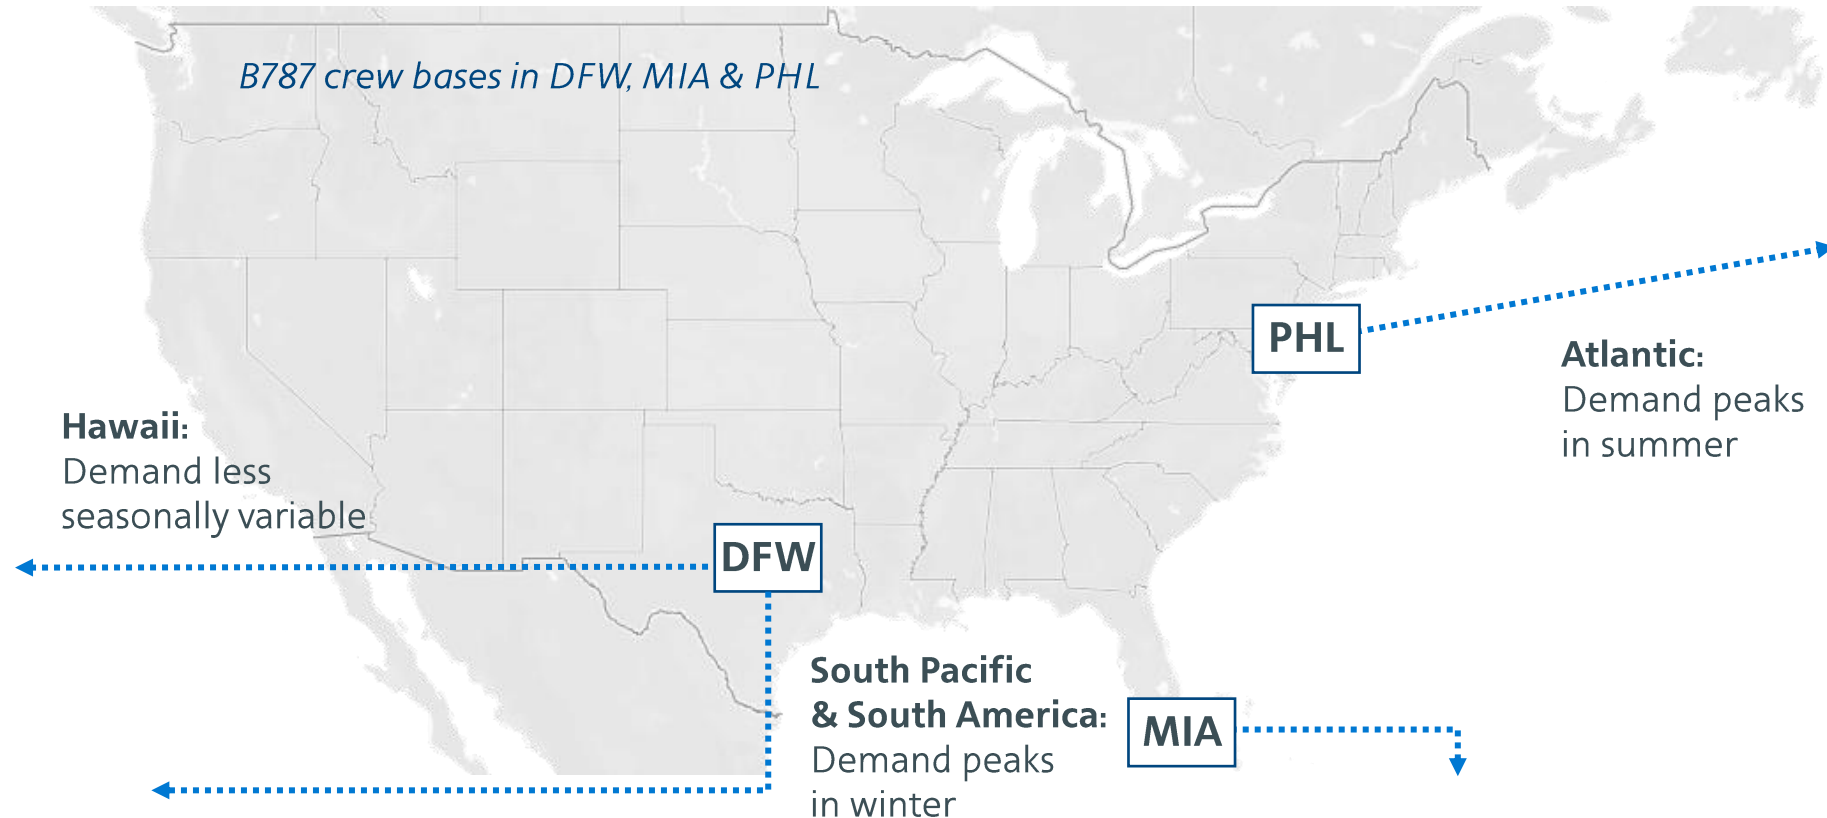 B787 crew bases in DFW, MIA & PHL
PHL
Atlantic:
Demand peaks
in summer
Hawaii:
Demand less
seasonally variable
DFW
South Pacific
& South America:
Demand peaks
in winter
MIA